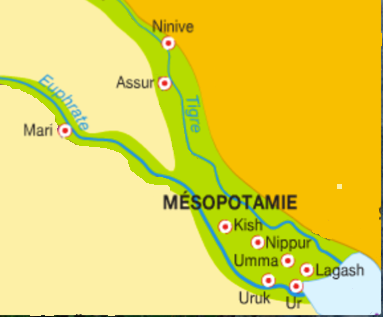 Ninive
Assur
Euphrate
Tigre
Mari
MÉSOPOTAMIE
Kish
Nippur
Umma
Lagash
Uruk
Ur